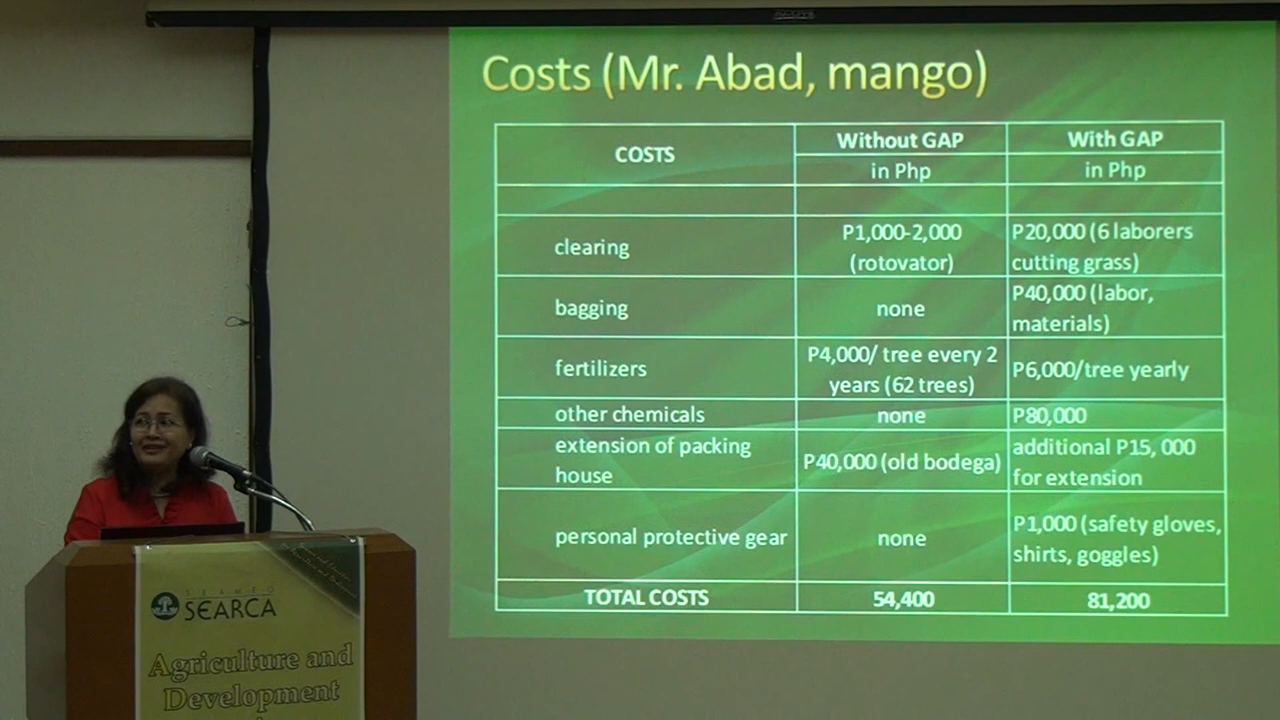 Costs (Mr. Abad, mango)
COSTS
Without GAP
With GAP
in Php
in Php
clearing
P1,000-2,000
(rotovator)
P20,000 (6 laborers
cutting grass)
bagging
none
P40,000 (labor,
materials)
fertilizers
P4,000/ tree every 2
years (62 trees)
P6,000/tree yearly
other chemicals
none
P80,000
extension of packing
house
P40,000 (old bodega)
additional P15, 000
for extension
personal protective gear
none
P1,000 (safety gloves,
shirts, goggles)
TOTAL COSTS
54,400
81,200
SEAMEO
SEARCA
Agriculture and
Development